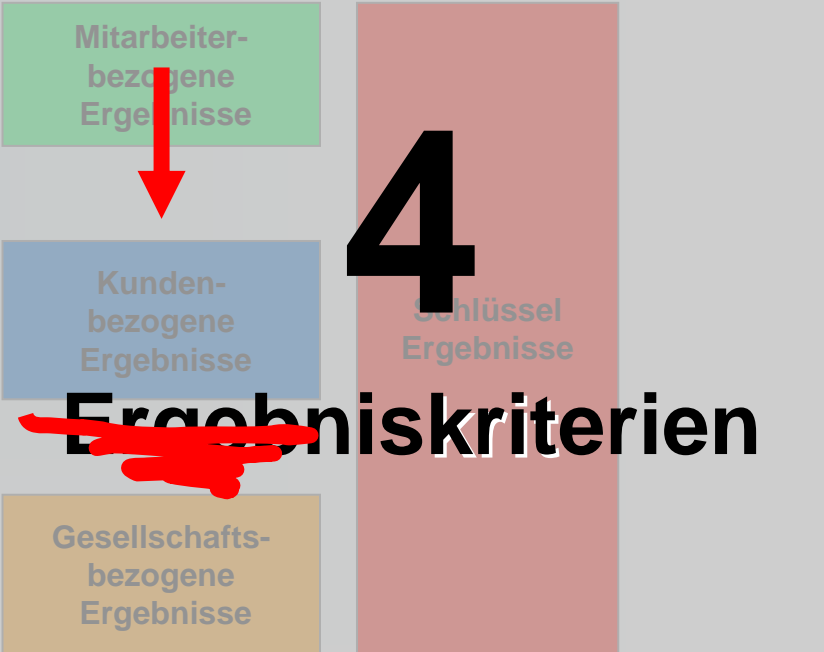 Mitarbeiter-
bezogene
Ergebnisse
4
Kunden-
bezogene
Ergebnisse
Schlüssel
Ergebnisse
Ergebniskriterien
Gesellschafts-
bezogene
Ergebnisse